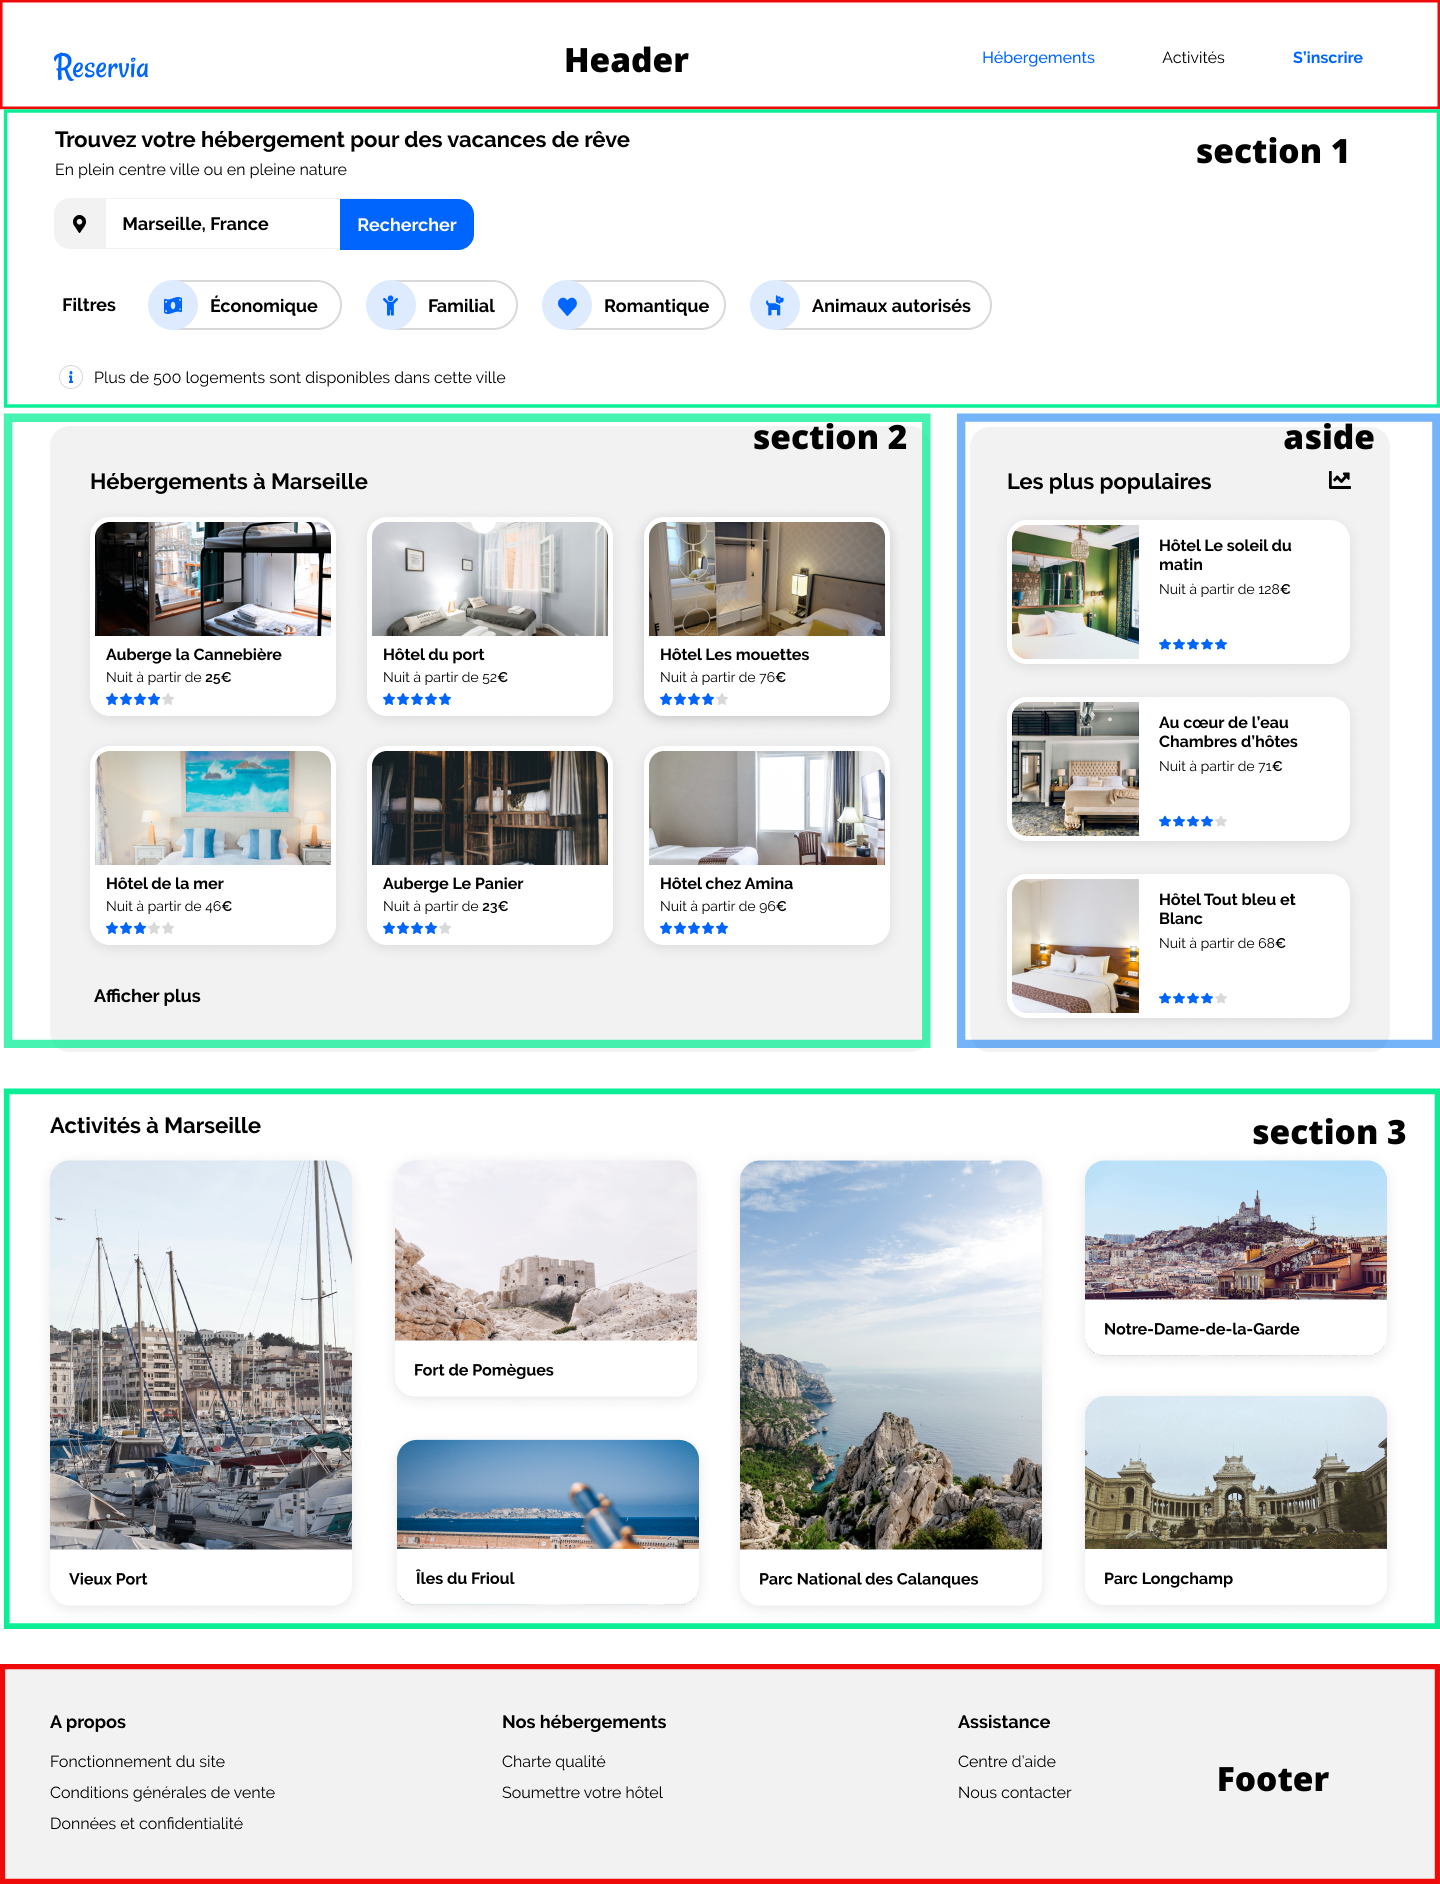 Reservia
Header
Hébergements
Activités
S'inscrire
Trouvez votre hébergement pour des vacances de rêve
section 1
En plein centre ville ou en pleine nature
Marseille, France
Rechercher
Filtres
Économique
Familial
Romantique
Animaux autorisés
Plus de 500 logements sont disponibles dans cette ville
section 2
Hébergements à Marseille
Auberge la Cannebière
Nuit à partir de 25€
Hôtel du port
Nuit à partir de 52€
Hôtel Les mouettes
Nuit à partir de 76€
Hôtel de la mer
Nuit à partir de 46€
Auberge Le Panier
Nuit à partir de 23€
Hôtel chez Amina
Nuit à partir de 96€
Afficher plus
aside
Les plus populaires
Hôtel Le soleil du
matin
Nuit à partir de 128€
Au cœur de l'eau
Chambres d'hôtes
Nuit à partir de 71€
Hôtel Tout bleu et
Blanc
Nuit à partir de 68€
Activités à Marseille
section 3
Vieux Port
Fort de Pomègues
Îles du Frioul
Parc National des Calanques
Notre-Dame-de-la-Garde
Parc Longchamp
A propos
Fonctionnement du site
Conditions générales de vente
Données et confidentialité
Nos hébergements
Charte qualité
Soumettre votre hôtel
Assistance
Centre d'aide
Nous contacter
Footer